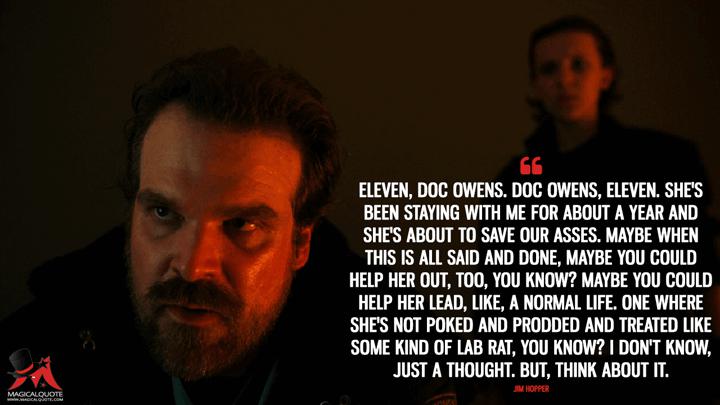 ELEVEN, DOC OWENS. DOC OWENS, ELEVEN. SHE'S
BEEN STAYING WITH ME FOR ABOUT A YEAR AND
SHE'S ABOUT TO SAVE OUR ASSES. MAYBE WHEN
THIS IS ALL SAID AND DONE, MAYBE YOU COULD
HELP HER OUT, TOO, YOU KNOW? MAYBE YOU COULD
HELP HER LEAD, LIKE, A NORMAL LIFE. ONE WHERE
SHE'S NOT POKED AND PRODDED AND TREATED LIKE
SOME KIND OF LAB RAT, YOU KNOW? I DON'T KNOW,
JUST A THOUGHT. BUT, THINK ABOUT IT.
JIM HOPPER
MAGICALQUOTE
WWW.MAGICALQUOTE.COM